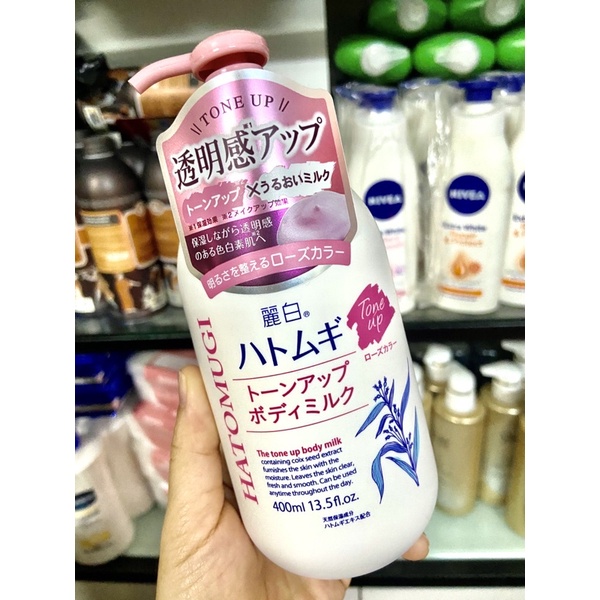 TONE UP
透明感アップ
トーンアップ×うるおいミルク
保湿しながら透明感
のある色白素肌へ
明るさを整えるローズカラー
麗白®
ハトムギ
Tone
up
ローズカラー
トーンアップ
ボディミルク
HATOMUGI
The tone up body milk
containing coix seed extract
furnishes the skin with the
moisture. Leaves the skin clear,
fresh and smooth. Can be used
anytime throughout the day.
400ml 13.5fl.oz.
天然保湿成分
ハトムギエキス配合
NIVEA
NIVEA